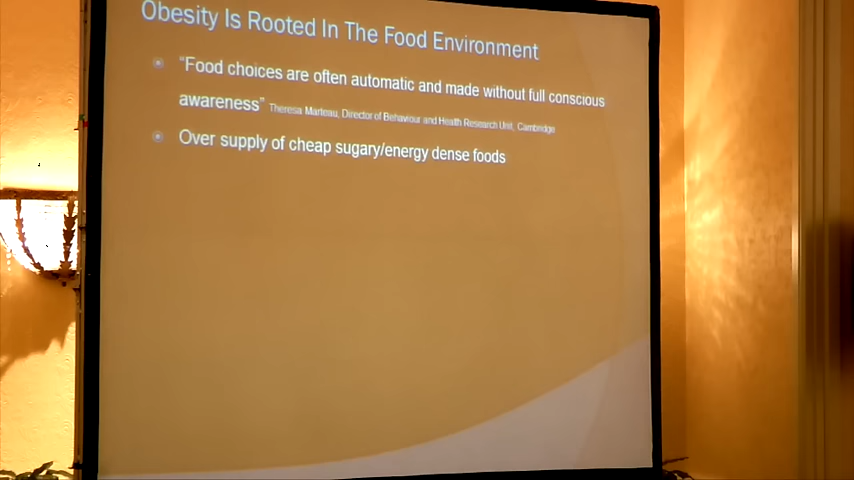 Obesity Is Rooted In The Food Environment
“Food choices are often automatic and made without full conscious
awareness” Theresa Marteau, Director of Behaviour and Health Research Unit, Cambridge
Over supply of cheap sugary/energy dense foods